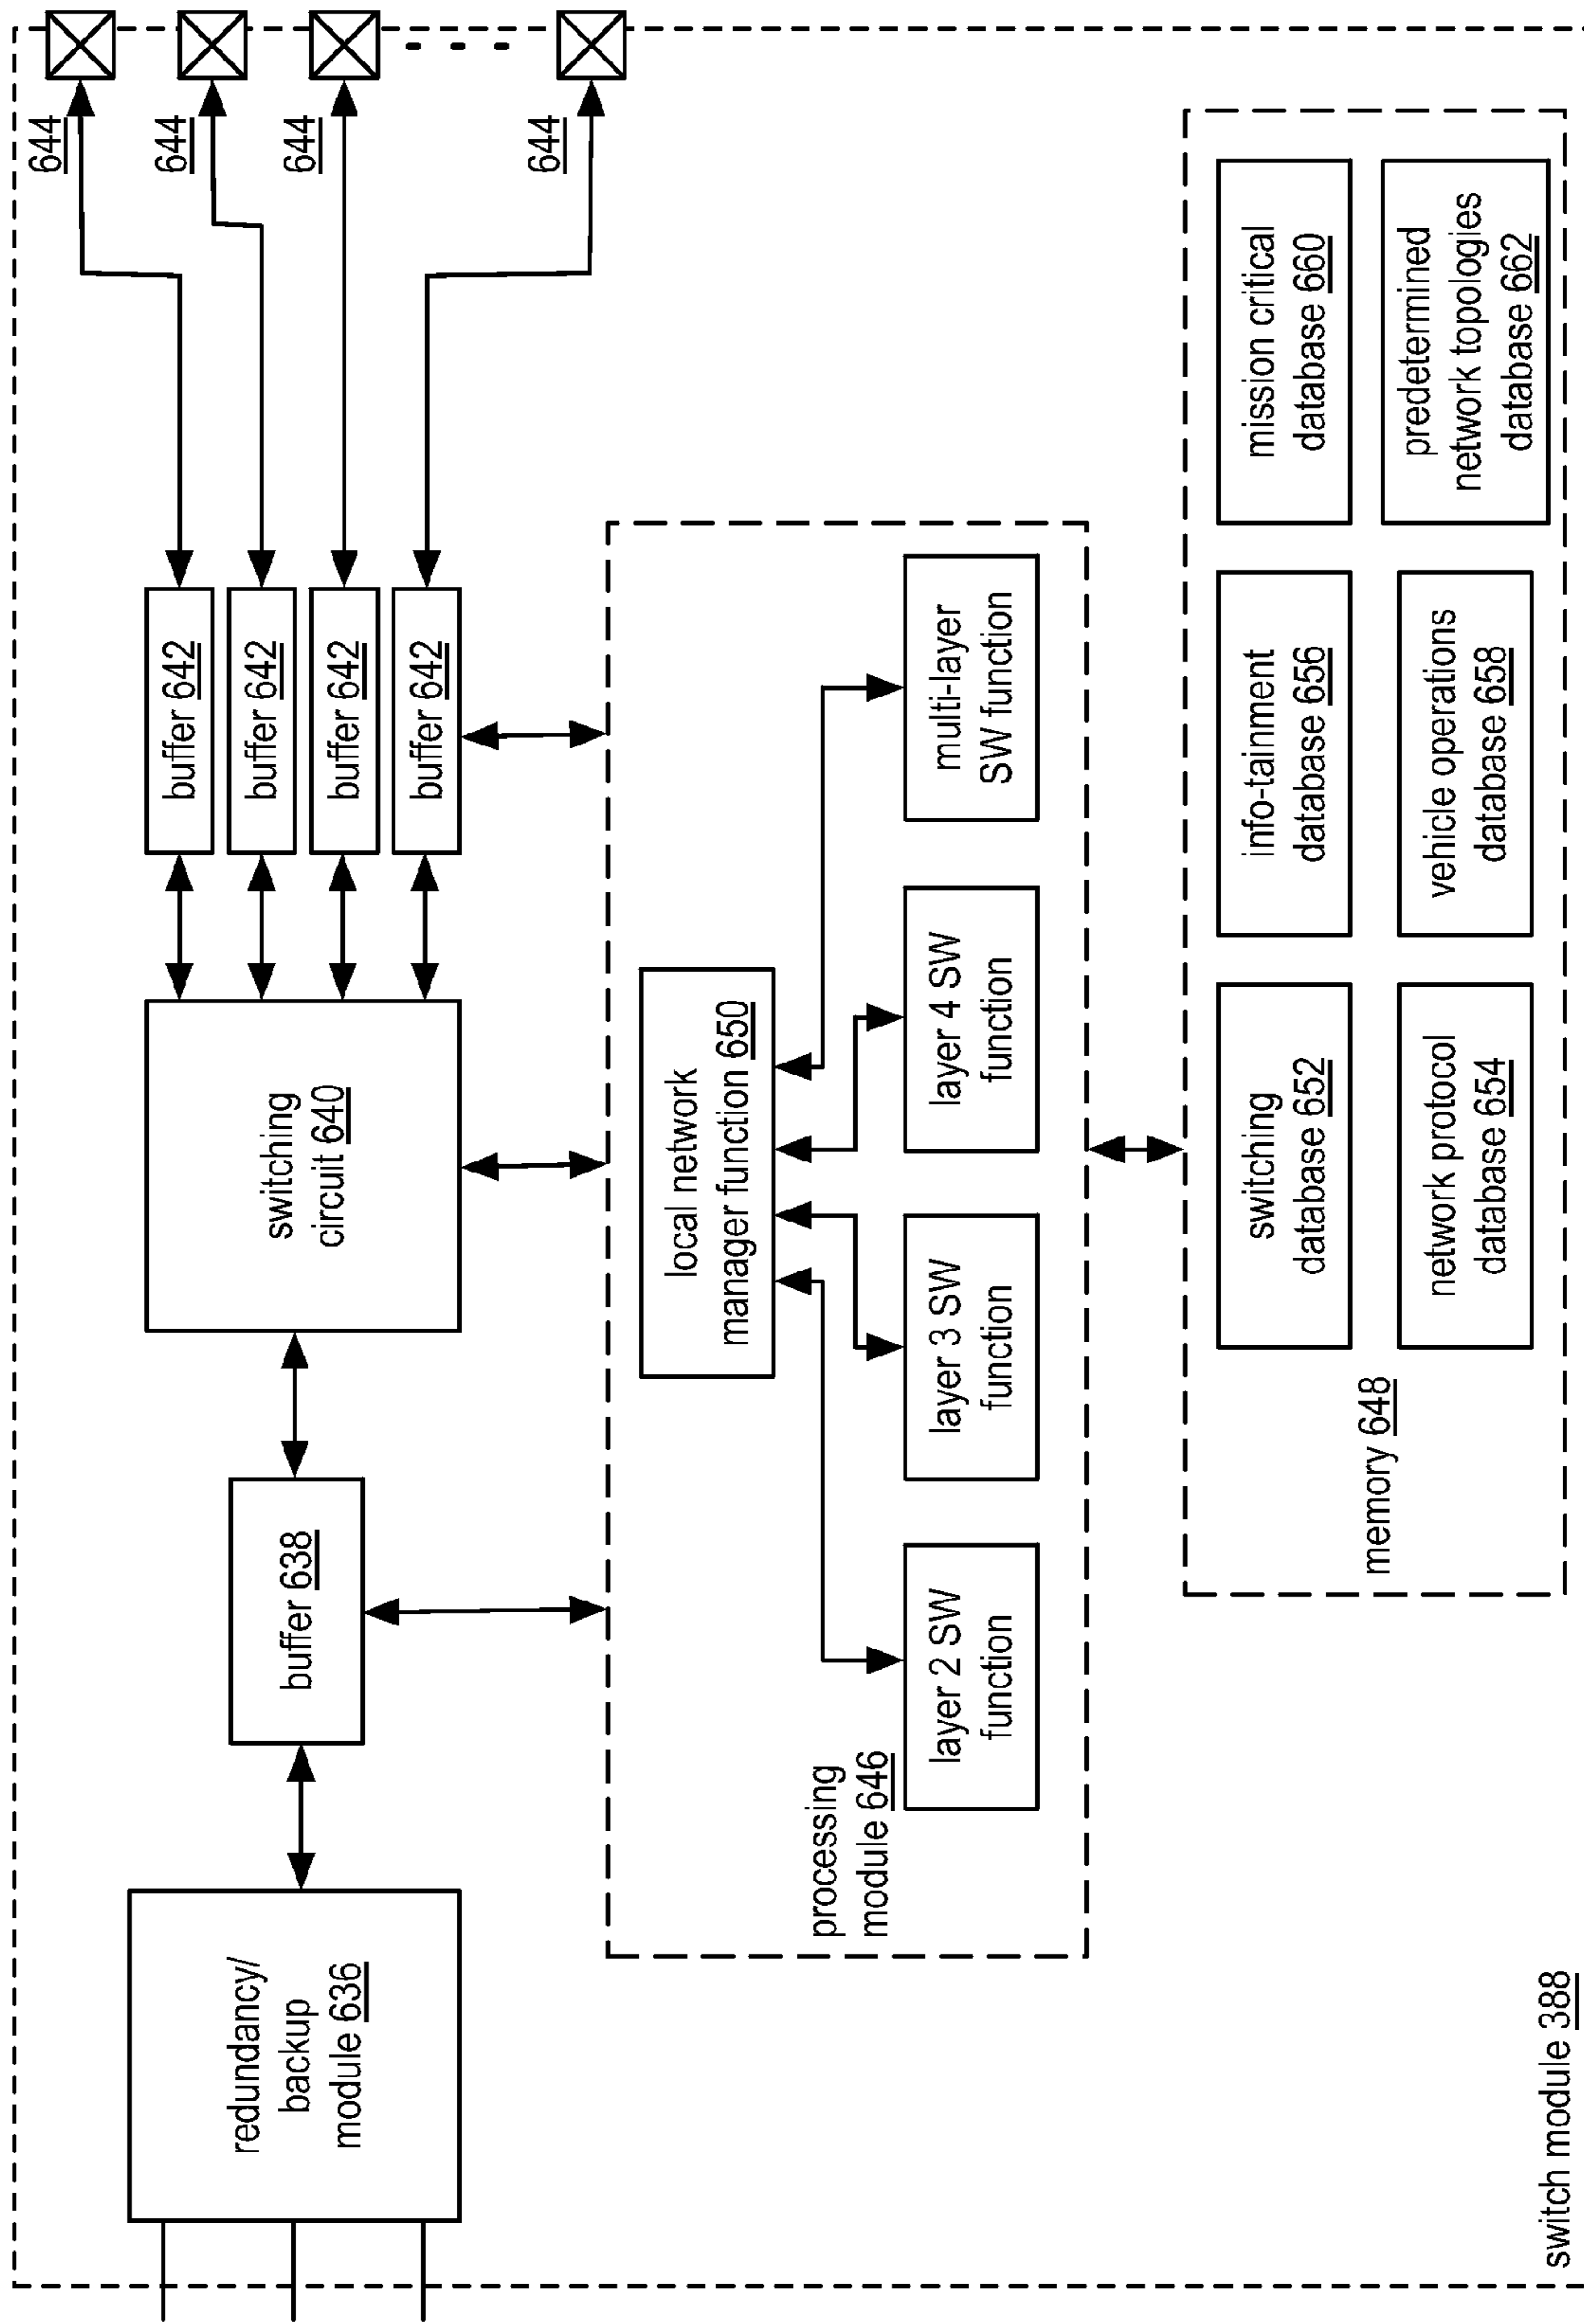 redundancy/
backup
module 636
buffer 638
switching
circuit 640
buffer 642
buffer 642
buffer 642
buffer 642
644
644
644
644
processing
module 646
local network
manager function 650
layer 2 SW
function
layer 3 SW
function
layer 4 SW
function
multi-layer
SW function
memory 648
switching
database 652
info-tainment
database 656
mission critical
database 660
network protocol
database 654
vehicle operations
database 658
predetermined
network topologies
database 662
switch module 388